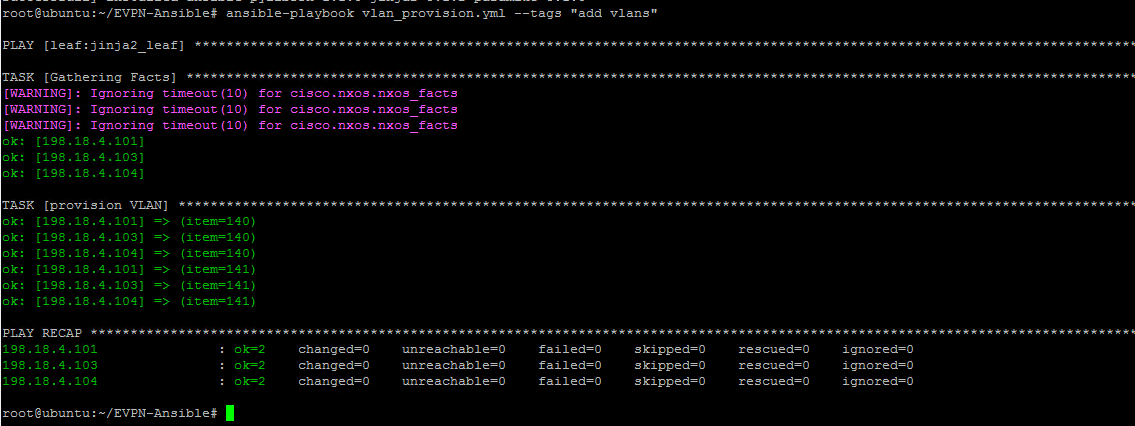 root@ubuntu:~/EVPN-Ansible# ansible-playbook vlan_provision.yml --tags "add vlans"
PLAY [leaf:jinja2_leaf] *********************************************************************************************************************
TASK [Gathering Facts] **********************************************************************************************************************
[WARNING]: Ignoring timeout(10) for cisco.nxos.nxos_facts
[WARNING]: Ignoring timeout(10) for cisco.nxos.nxos_facts
[WARNING]: Ignoring timeout(10) for cisco.nxos.nxos_facts
ok: [198.18.4.101]
ok: [198.18.4.103]
ok: [198.18.4.104]
TASK [provision VLAN] ***********************************************************************************************************************
ok: [198.18.4.101] => (item=140)
ok: [198.18.4.103] => (item=140)
ok: [198.18.4.104] => (item=140)
ok: [198.18.4.101] => (item=141)
ok: [198.18.4.103] => (item=141)
ok: [198.18.4.104] => (item=141)
PLAY RECAP **********************************************************************************************************************************
198.18.4.101 : ok=2 changed=0 unreachable=0 failed=0 skipped=0 rescued=0 ignored=0
198.18.4.103 : ok=2 changed=0 unreachable=0 failed=0 skipped=0 rescued=0 ignored=0
198.18.4.104 : ok=2 changed=0 unreachable=0 failed=0 skipped=0 rescued=0 ignored=0
root@ubuntu:~/EVPN-Ansible#